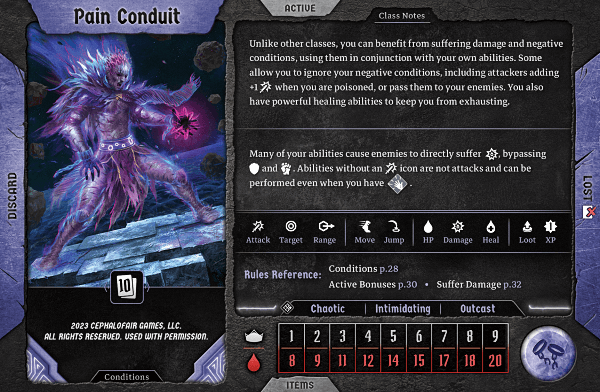 Pain Conduit
ACTIVE
Class Notes
Unlike other classes, you can benefit from suffering damage and negative
conditions, using them in conjunction with your own abilities. Some
allow you to ignore your negative conditions, including attackers adding
+1 when you are poisoned, or pass them to your enemies. You also
have powerful healing abilities to keep you from exhausting.
Many of your abilities cause enemies to directly suffer , bypassing
and . Abilities without an icon are not attacks and can be
performed even when you have .
DISCARD
LOST
Attack Target Range Move Jump HP Damage Heal Loot XP
Rules Reference: Conditions p.28
Active Bonuses p.30 • Suffer Damage p.32
Chaotic Intimidating Outcast
10
1 2 3 4 5 6 7 8 9
8 9 11 12 14 15 17 18 20
2023 CEPHALOFAIR GAMES, LLC.
ALL RIGHTS RESERVED. USED WITH PERMISSION.
Conditions
ITEMS